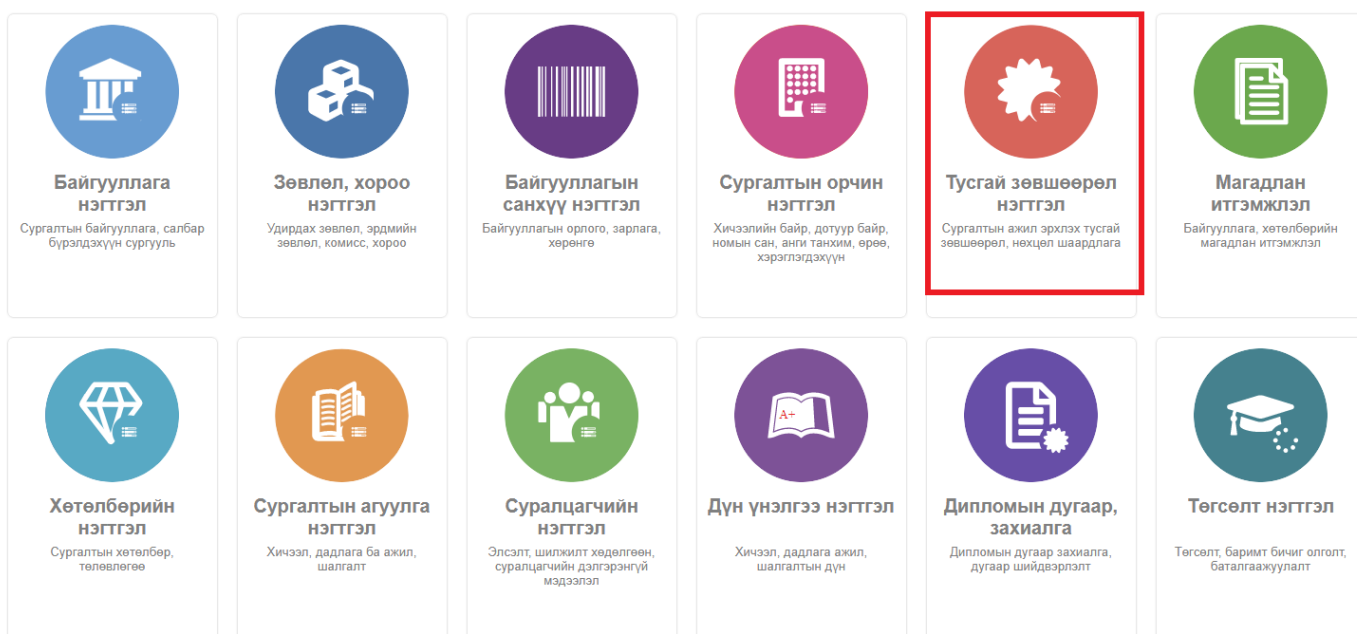 Байгууллага
нэгтгэл
Сургалтын байгууллага, салбар
бүрэлдэхүүн сургууль
Зөвлөл, хороо
нэгтгэл
Удирдах зөвлөл, эрдмийн
зөвлөл, комисс, хороо
Байгууллагын
санхүү нэгтгэл
Байгууллагын орлого, зарлага,
хөрөнгө
Сургалтын орчин
нэгтгэл
Хичээлийн байр, дотуур байр,
номын сан, анги танхим, өрөө,
хэрэглэгдэхүүн
Тусгай зөвшөөрөл
нэгтгэл
Сургалтын ажил эрхлэх тусгай
зөвшөөрөл, нөхцөл шаардлага
Магадлан
итгэмжлэл
Байгууллага, хөтөлбөрийн
магадлан итгэмжлэл
Хөтөлбөрийн
нэгтгэл
Сургалтын хөтөлбөр,
төлөвлөгөө
Сургалтын агуулга
нэгтгэл
Хичээл, дадлага ба ажил,
шалгалт
Суралцагчийн
нэгтгэл
Элсэлт, шилжилт хөдөлгөөн,
суралцагчийн дэлгэрэнгүй
мэдээлэл
A+
Дүн үнэлгээ нэгтгэл
Хичээл, дадлага ажил,
шалгалтын дүн
Дипломын дугаар,
захиалга
Дипломын дугаар захиалга,
дугаар шийдвэрлэлт
Төгсөлт нэгтгэл
Төгсөлт, баримт бичиг олголт,
баталгаажуулалт